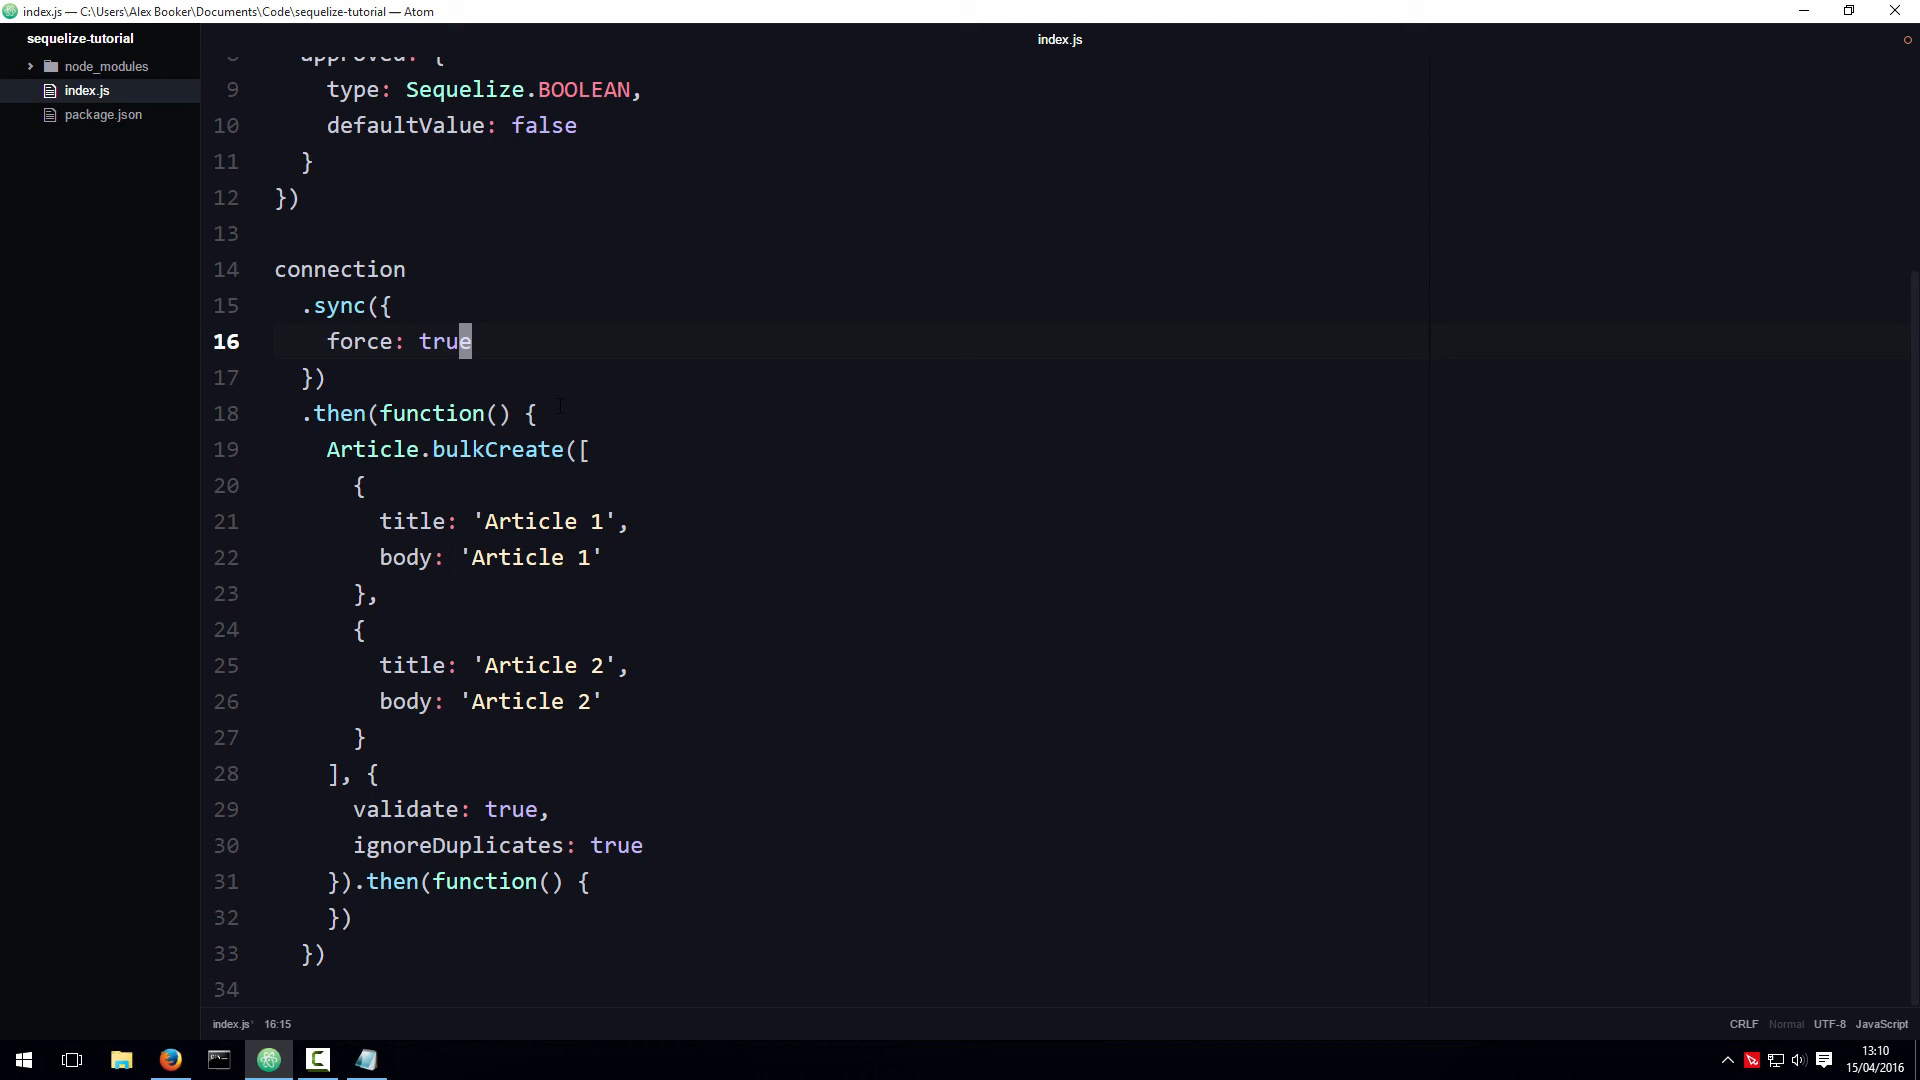 index.js — C:\Users\Alex Booker\Documents\Code\sequelize-tutorial — Atom
sequelize-tutorial
node_modules
index.js
package.json
index.js
8 approved: {
9 type: Sequelize.BOOLEAN,
10 defaultValue: false
11 }
12 })
13
14 connection
15 .sync({
16 force: true
17 })
18 .then(function() {
19 Article.bulkCreate([
20 {
21 title: 'Article 1',
22 body: 'Article 1'
23 },
24 {
25 title: 'Article 2',
26 body: 'Article 2'
27 }
28 ], {
29 validate: true,
30 ignoreDuplicates: true
31 }).then(function() {
32 })
33 })
34
index.js* 16:15
CRLF Normal UTF-8 JavaScript
13:10
15/04/2016